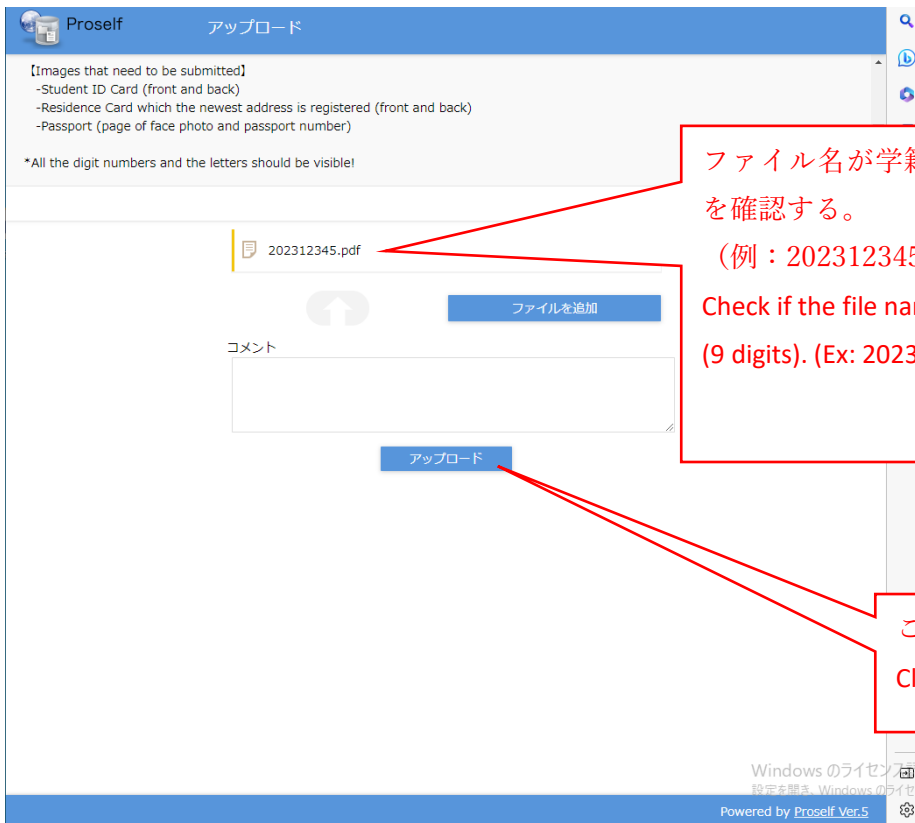 Proself
アップロード
【Images that need to be submitted】
-Student ID Card (front and back)
-Residence Card which the newest address is registered (front and back)
-Passport (page of face photo and passport number)
*All the digit numbers and the letters should be visible!
ファイル名が学
を確認する。
（例：20231234
Check if the file
(9 digits). (Ex: 202
202312345.pdf
ファイルを追加
コメント
アップロード
Windows のライセン
設定を開き、Windows の
Powered by Proself Ver.5